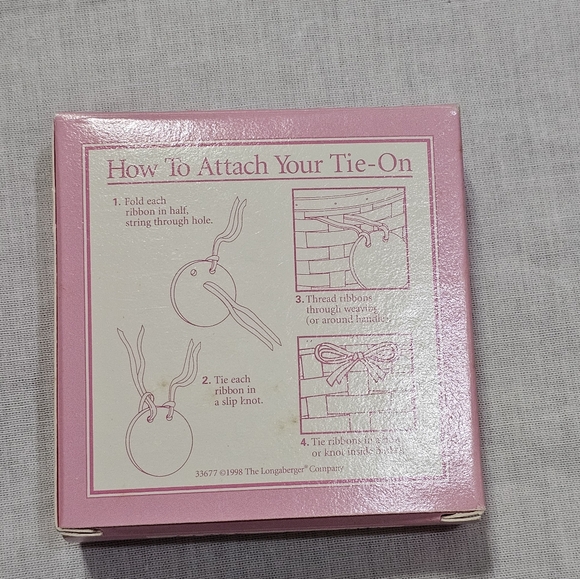 How To Attach Your Tie-On
1. Fold each
ribbon in half,
string through hole.
2. Tie each
ribbon in
a slip knot.
3. Thread ribbons
through weaving
(or around handle).
4. Tie ribbons in a bow
or knot inside
33677 ©1998 The Longaberger® Company